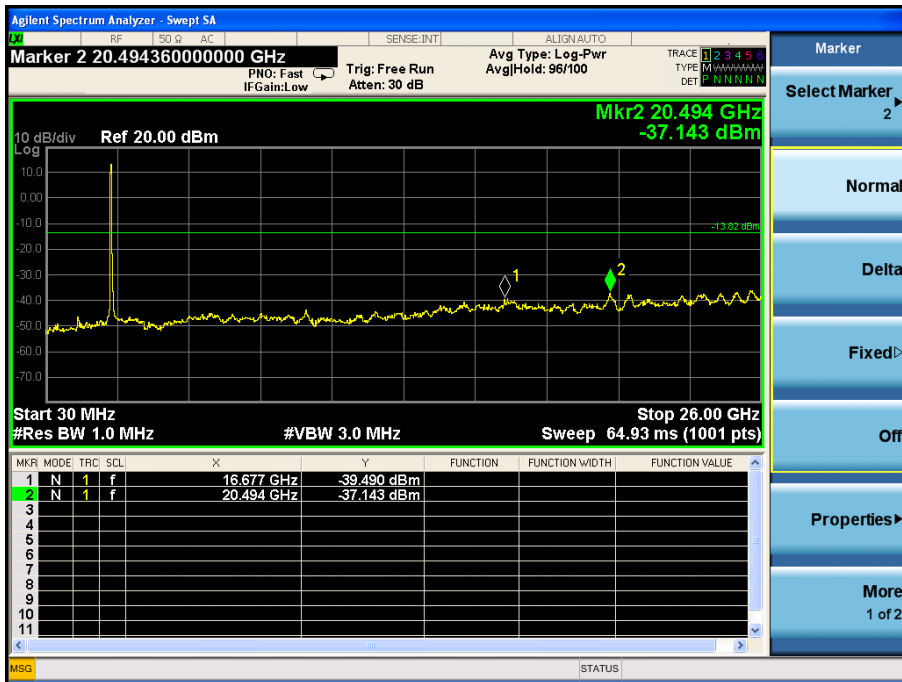 Agilent Spectrum Analyzer - Swept SA
LXI RF 50 Ω AC SENSE:INT ALIGNAUTO
Marker 2 20.494360000000 GHz
PNO: Fast
IFGain:Low
Trig: Free Run
Atten: 30 dB
Avg Type: Log-Pwr
Avg|Hold: 96/100
TRACE 1 2 3 4 5 6
TYPE MWWWWW
DET P N N N N N
Mkr2 20.494 GHz
-37.143 dBm
10 dB/div Ref 20.00 dBm
Log
10.0
0.00
-10.0
-13.82 dBm
-20.0
-30.0
1 2
-40.0
-50.0
-60.0
-70.0
Start 30 MHz Stop 26.00 GHz
#Res BW 1.0 MHz #VBW 3.0 MHz Sweep 64.93 ms (1001 pts)
MKR MODE TRC SCL X Y FUNCTION FUNCTION WIDTH FUNCTION VALUE
1 N 1 f 16.677 GHz -39.490 dBm
2 N 1 f 20.494 GHz -37.143 dBm
3
4
5
6
7
8
9
10
11
MSG STATUS
Marker
Select Marker
2
Normal
Delta
Fixed
Off
Properties
More
1 of 2